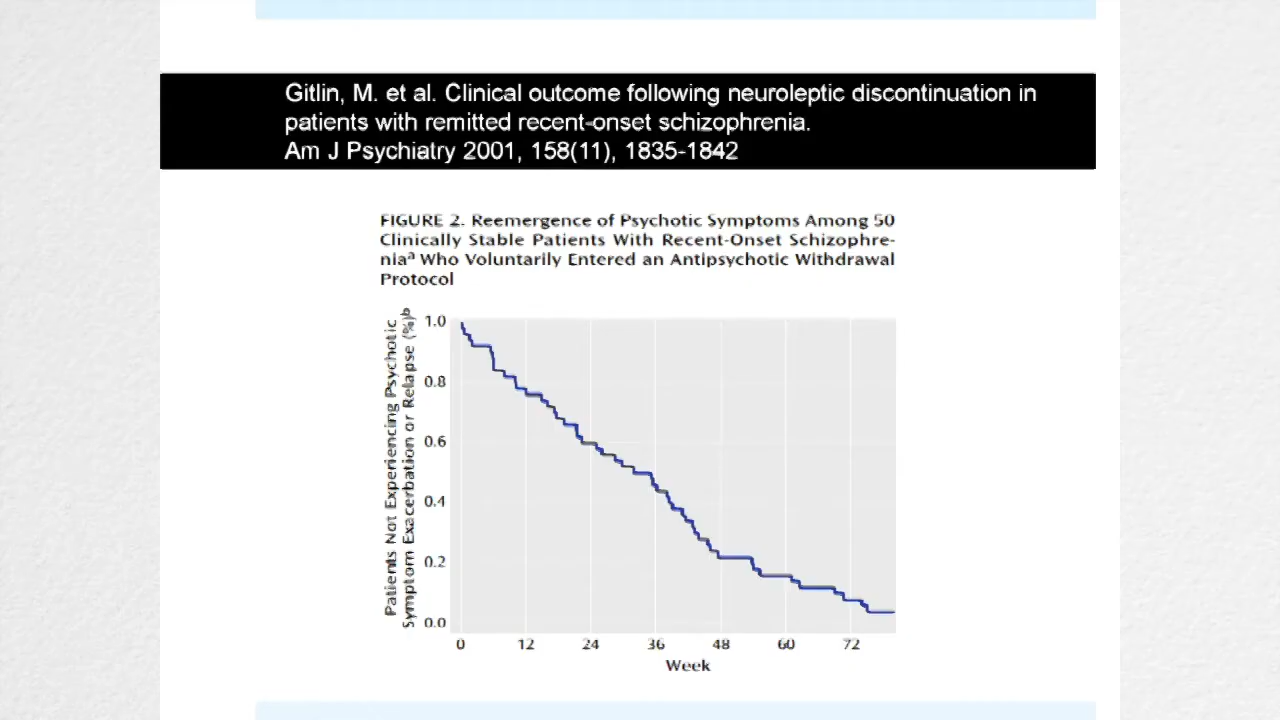 Gitlin, M. et al. Clinical outcome following neuroleptic discontinuation in
patients with remitted recent-onset schizophrenia.
Am J Psychiatry 2001, 158(11), 1835-1842
FIGURE 2. Reemergence of Psychotic Symptoms Among 50
Clinically Stable Patients With Recent-Onset Schizophre-
niaᵃ Who Voluntarily Entered an Antipsychotic Withdrawal
Protocol
Patients Not Experiencing Psychotic
Symptom Exacerbation or Relapse (%)ᵇ
1.0
0.8
0.6
0.4
0.2
0.0
0 12 24 36 48 60 72
Week